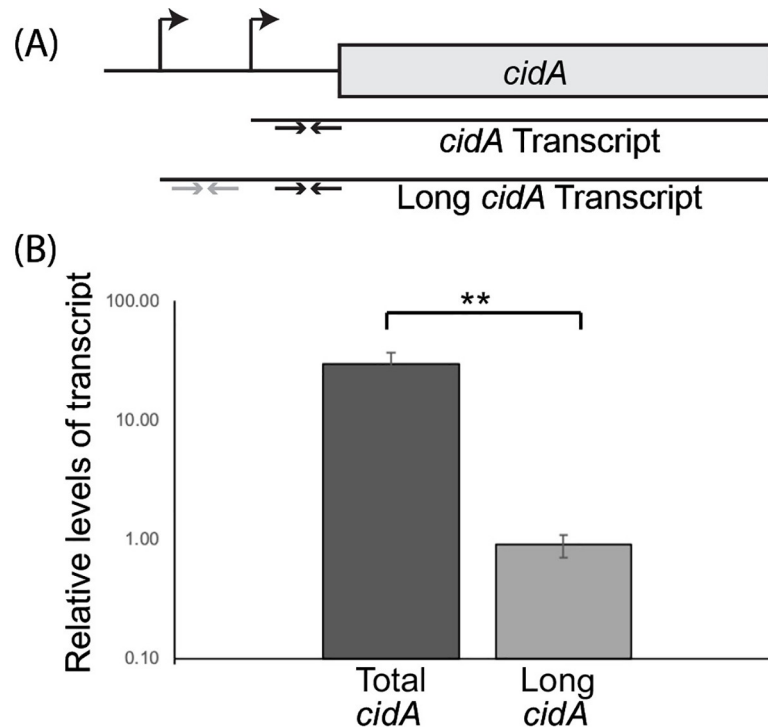 (A)
cidA
cidA Transcript
Long cidA Transcript
(B)
Relative levels of transcript
100.00
10.00
1.00
0.10
**
Total
cidA
Long
cidA